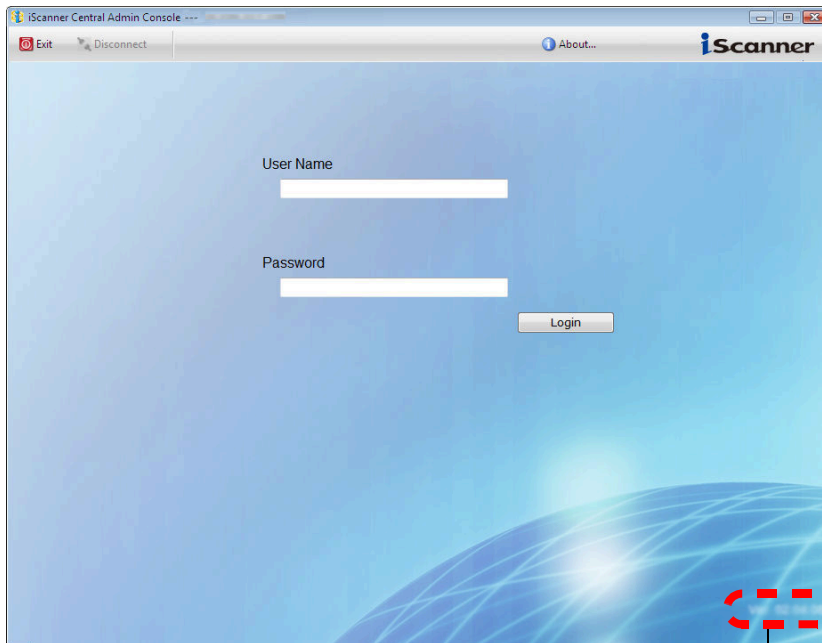 iScanner Central Admin Console ---
Exit
Disconnect
About...
iScanner
User Name
Password
Login